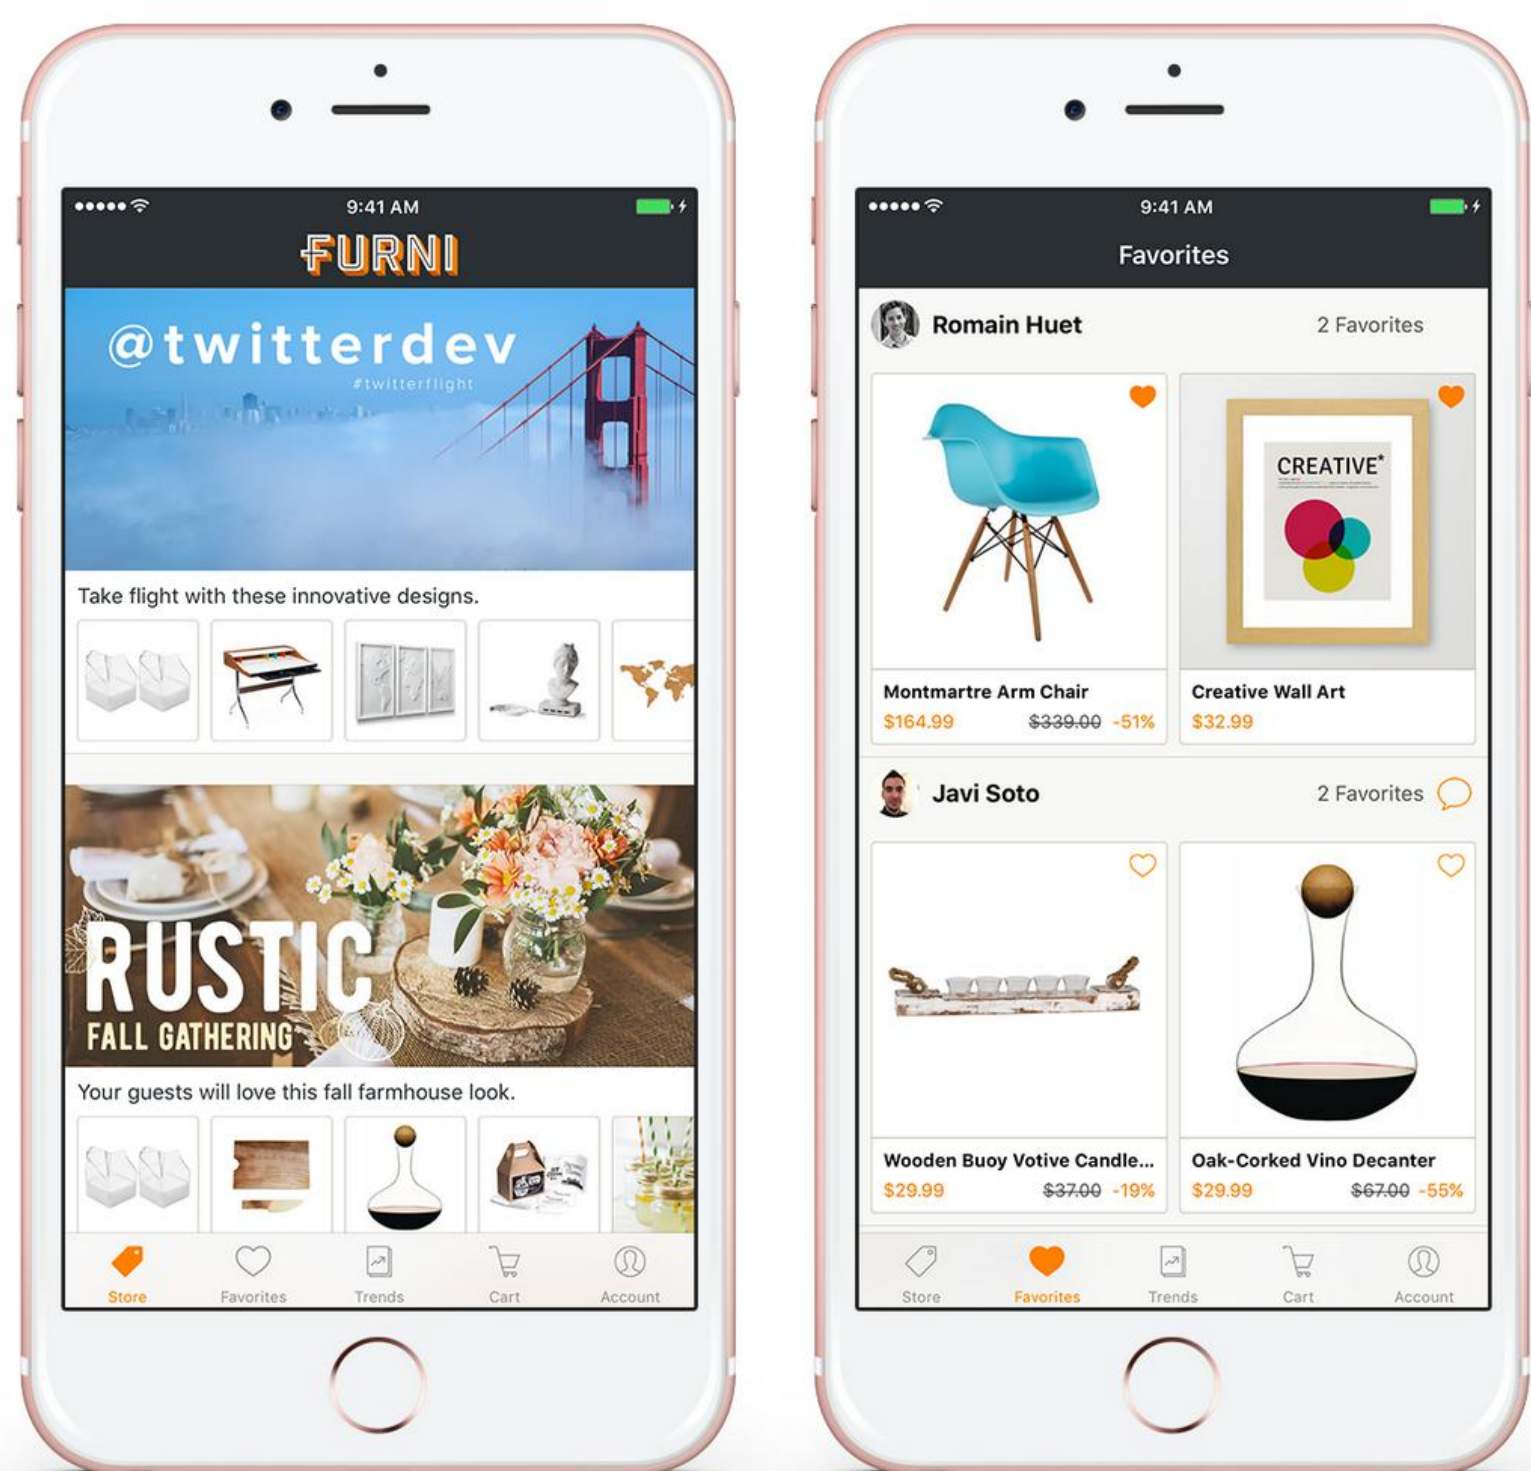 9:41 AM
FURNI
@twitterdev
#twitterflight
Take flight with these innovative designs.
RUSTIC
FALL GATHERING
Your guests will love this fall farmhouse look.
Store
Favorites
Trends
Cart
Account
9:41 AM
Favorites
Romain Huet
2 Favorites
CREATIVE*
Montmartre Arm Chair
$164.99 $339.00 -51%
Creative Wall Art
$32.99
Javi Soto
2 Favorites
Wooden Buoy Votive Candle...
$29.99 $37.00 -19%
Oak-Corked Vino Decanter
$29.99 $67.00 -55%
Store
Favorites
Trends
Cart
Account